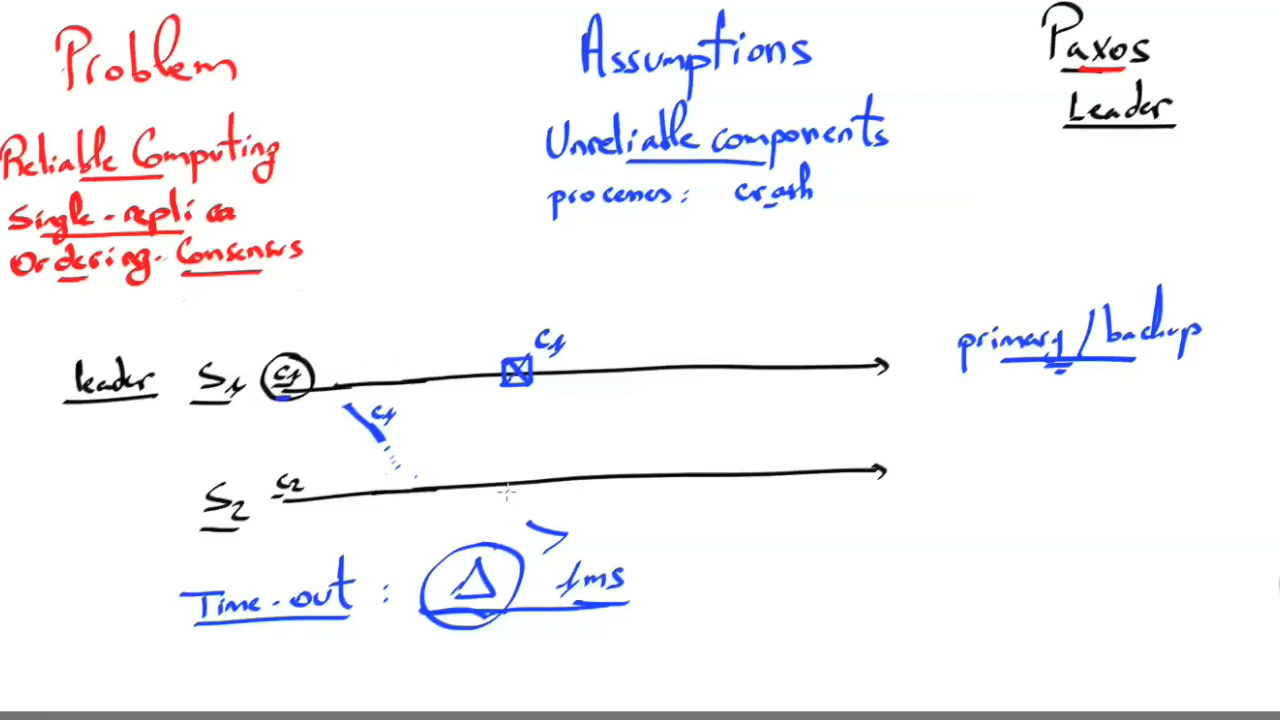 Problem
Reliable Computing
Single-replica
Ordering-Consensus
Assumptions
Unreliable components
processes: crash
Paxos
Leader
primary/backup
leader S1 c1
c1
c1
S2 c2
Time-out : Δ > 1ms